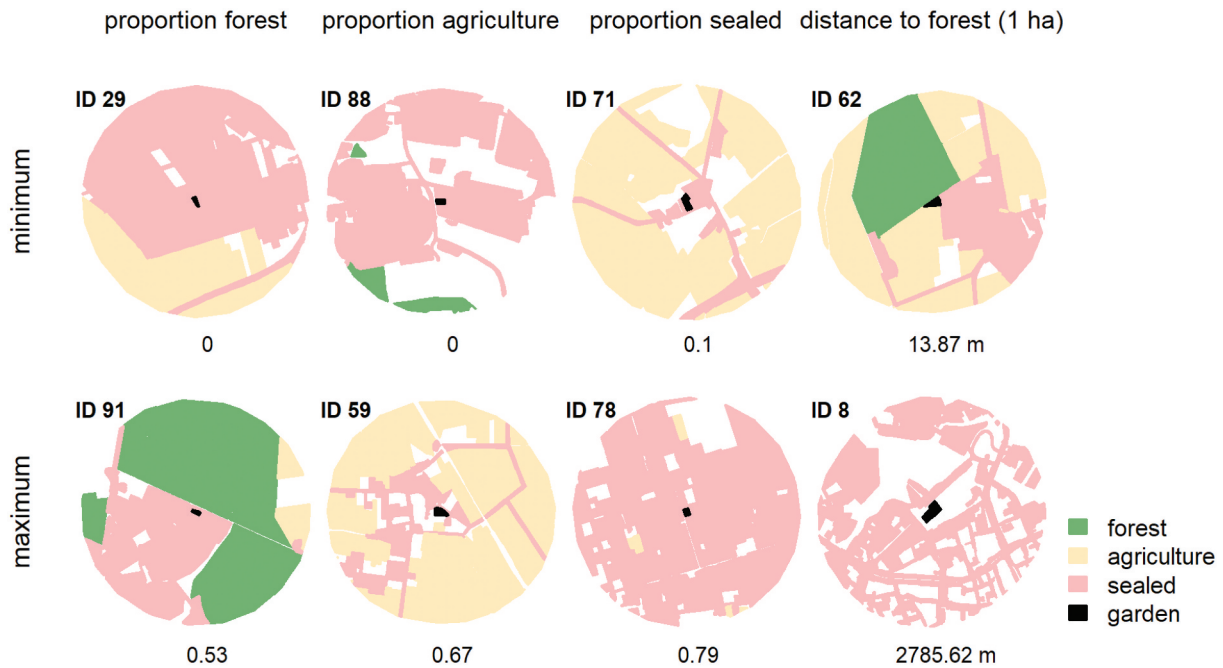 proportion forest proportion agriculture proportion sealed distance to forest (1 ha)
minimum
ID 29 ID 88 ID 71 ID 62
0 0 0.1 13.87 m
maximum
ID 91 ID 59 ID 78 ID 8
forest
agriculture
sealed
garden
0.53 0.67 0.79 2785.62 m